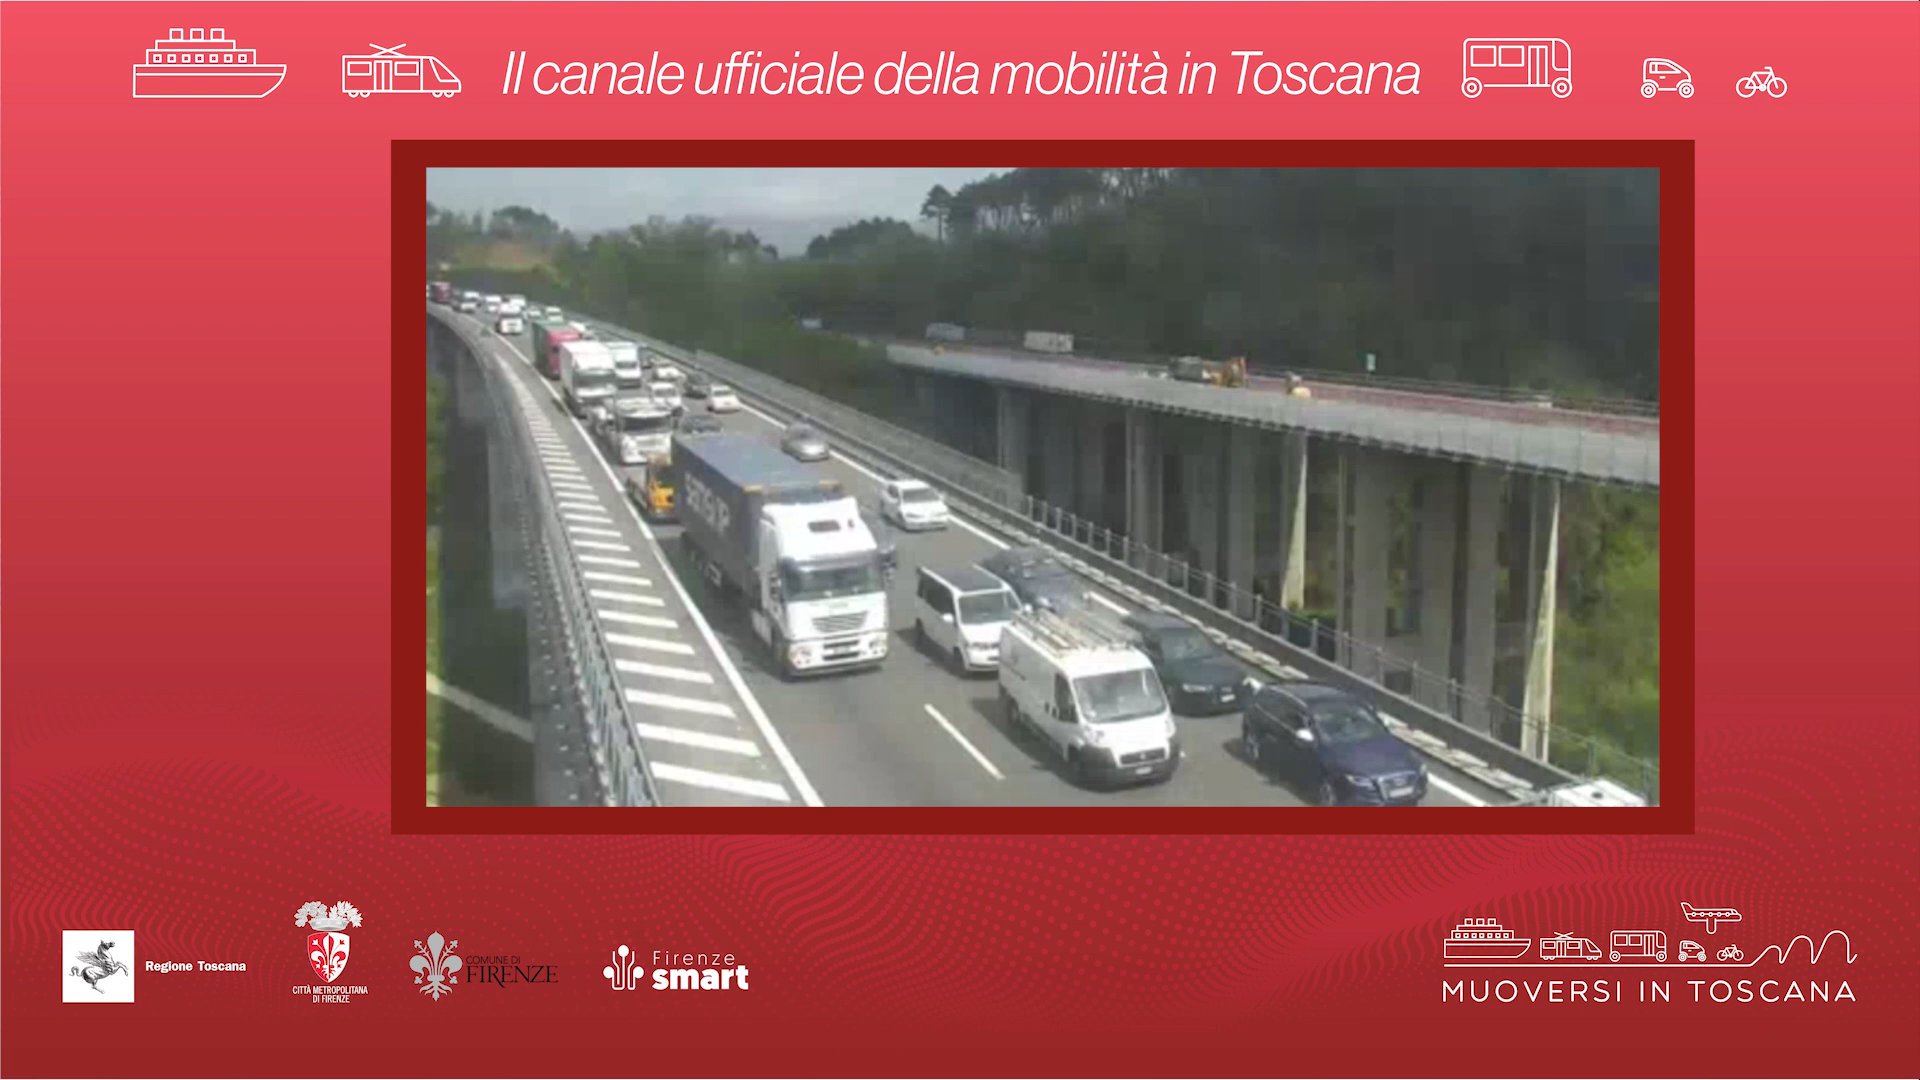 Il canale ufficiale della mobilità in Toscana
Regione Toscana
CITTÀ METROPOLITANA
DI FIRENZE
COMUNE DI
FIRENZE
Firenze
smart
MUOVERSI IN TOSCANA